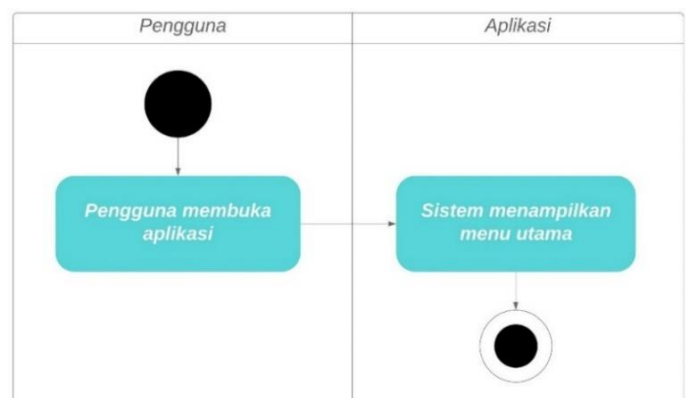 Pengguna
Aplikasi
Pengguna membuka
aplikasi
Sistem menampilkan
menu utama